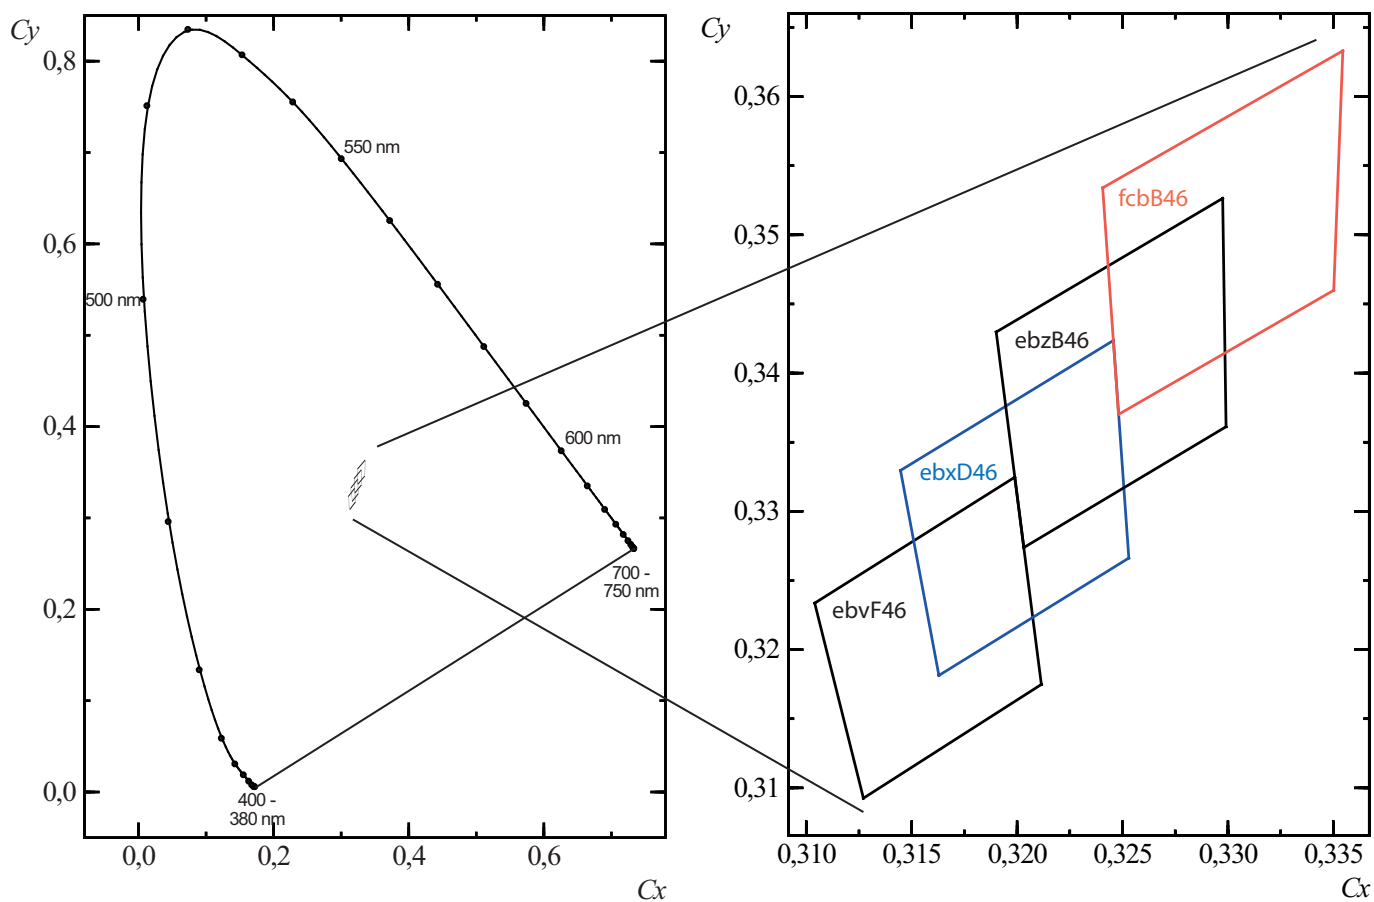 Cy
0,8
0,6
0,4
0,2
0,0
0,0 0,2 0,4 0,6
Cx
550 nm
500 nm
600 nm
700 -
750 nm
400 -
380 nm
Cy
0,36
0,35
0,34
0,33
0,32
0,31
0,310 0,315 0,320 0,325 0,330 0,335
Cx
fcbB46
ebzB46
ebxD46
ebvF46